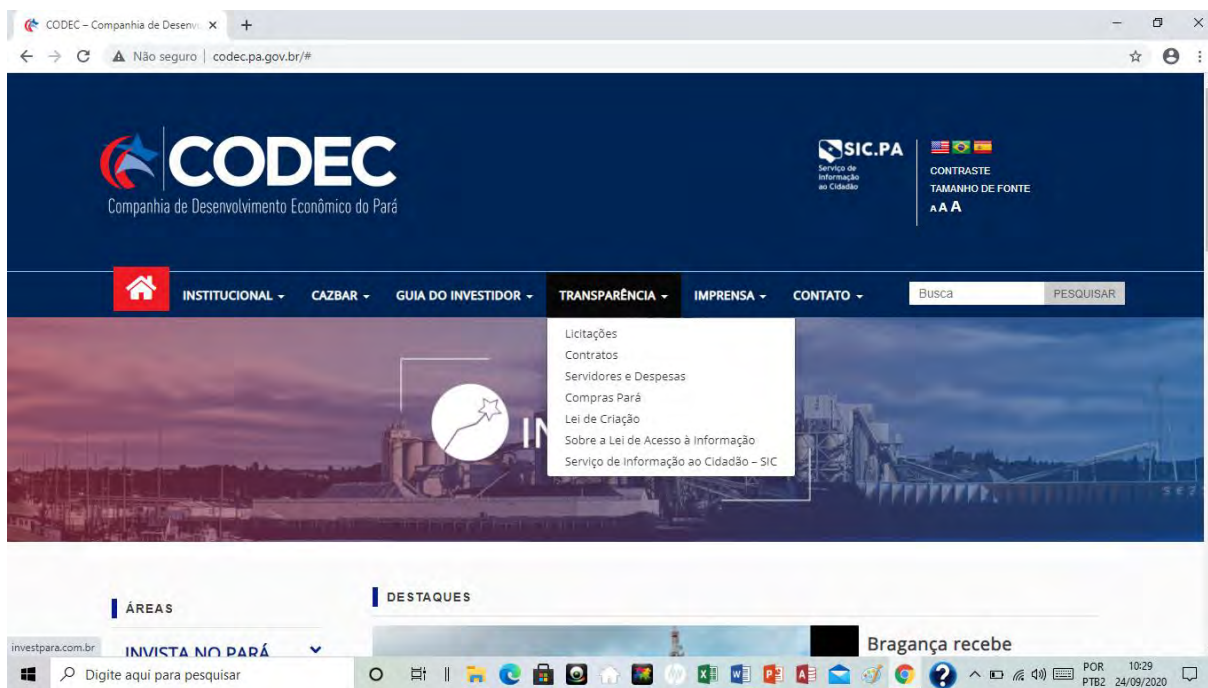 CODEC – Companhia de Desenv
Não seguro | codec.pa.gov.br/#
CODEC
Companhia de Desenvolvimento Econômico do Pará
SIC.PA
Serviço de
Informação
ao Cidadão
CONTRASTE
TAMANHO DE FONTE
A A A
INSTITUCIONAL CAZBAR GUIA DO INVESTIDOR TRANSPARÊNCIA IMPRENSA CONTATO Busca PESQUISAR
Licitações
Contratos
Servidores e Despesas
Compras Pará
Lei de Criação
Sobre a Lei de Acesso à Informação
Serviço de Informação ao Cidadão – SIC
IN
ÁREAS
DESTAQUES
INVISTA NO PARÁ
Bragança recebe
investpara.com.br
Digite aqui para pesquisar
POR 10:29
PTB2 24/09/2020